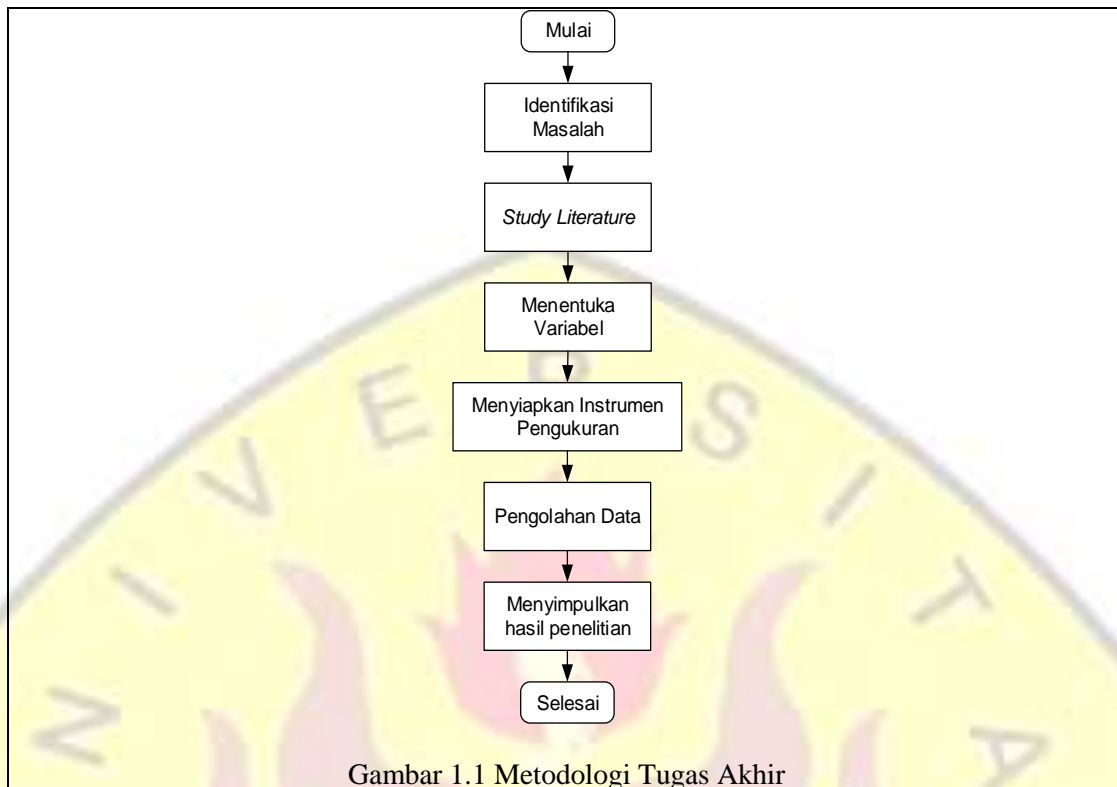 Mulai
Identifikasi
Masalah
Study Literature
Menentuka
Variabel
Menyiapkan Instrumen
Pengukuran
Pengolahan Data
Menyimpulkan
hasil penelitian
Selesai
Gambar 1.1 Metodologi Tugas Akhir
N I V E R S I T A